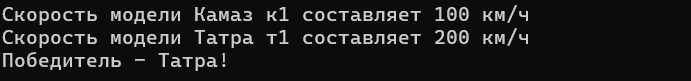 Скорость модели Камаз к1 составляет 100 км/ч
Скорость модели Татра т1 составляет 200 км/ч
Победитель – Татра!